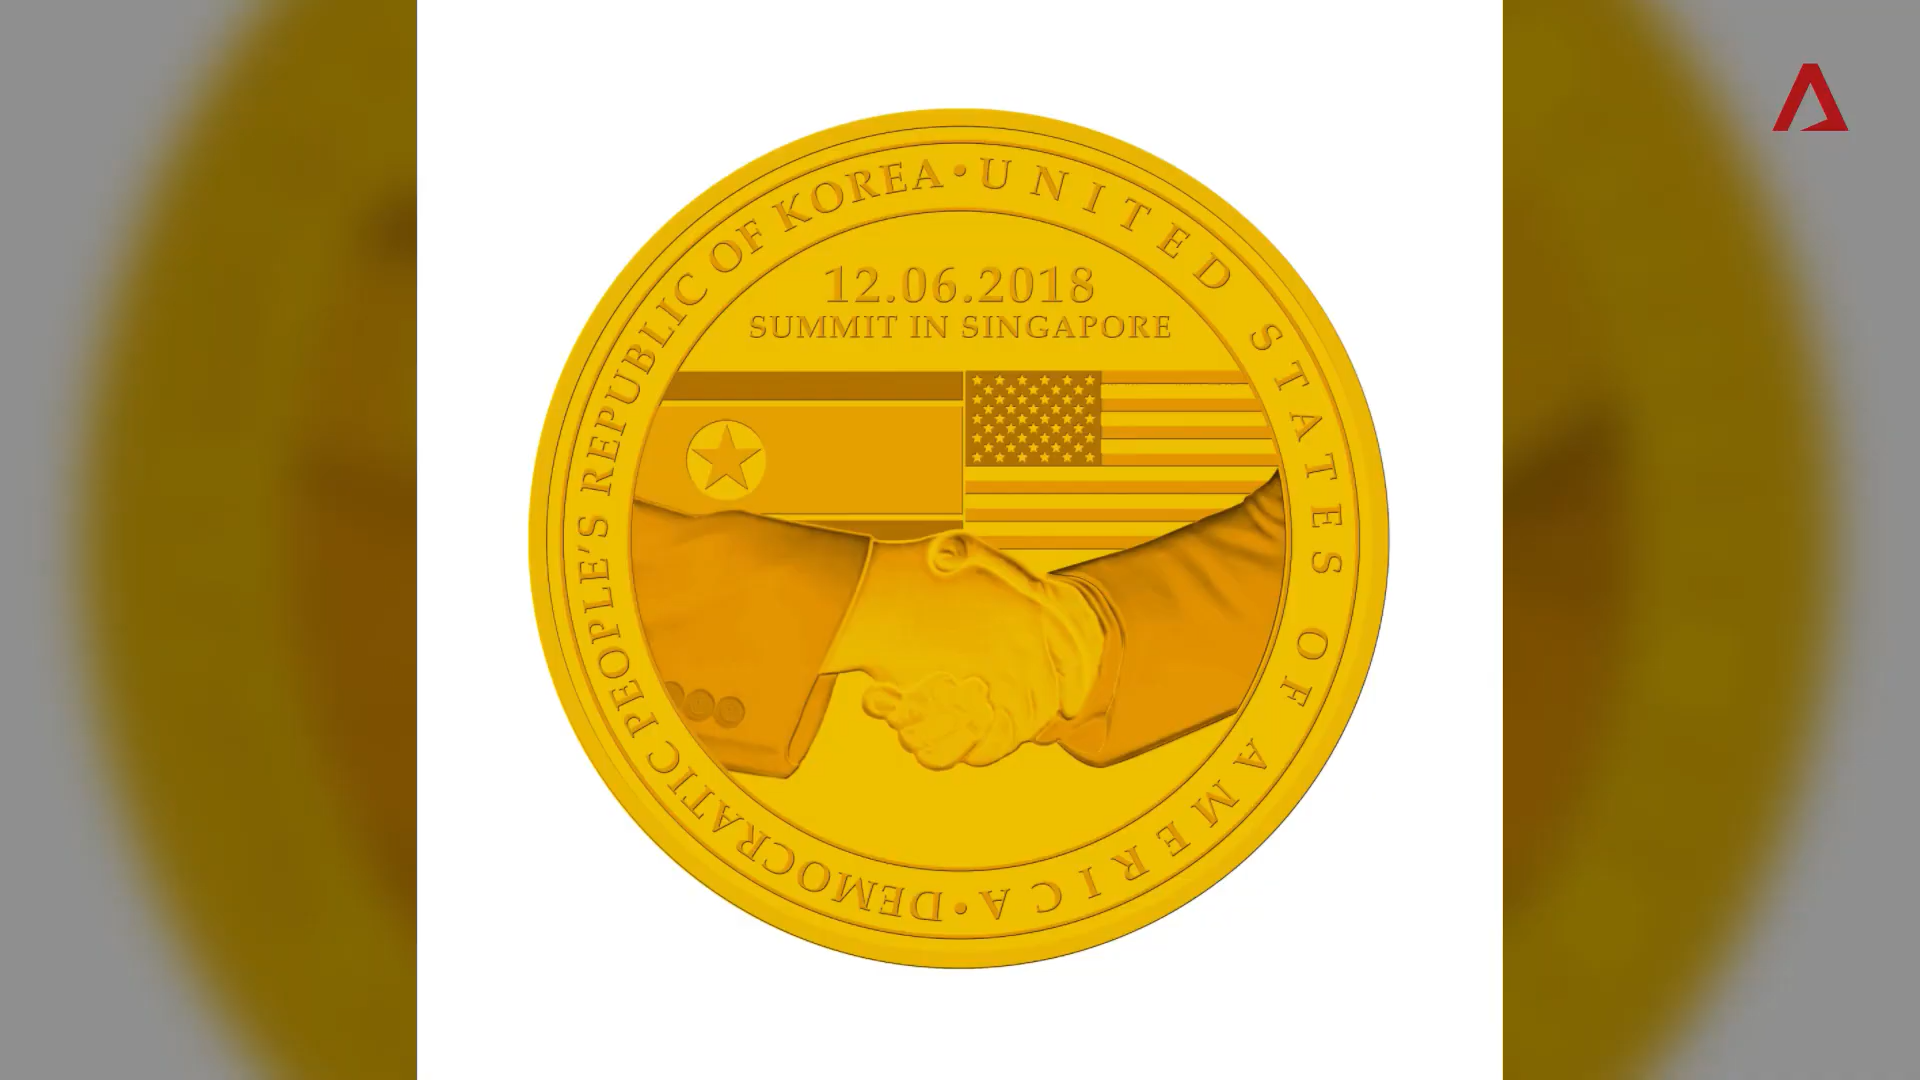 DEMOCRATIC PEOPLE'S REPUBLIC OF KOREA • UNITED STATES OF AMERICA •
12.06.2018
SUMMIT IN SINGAPORE